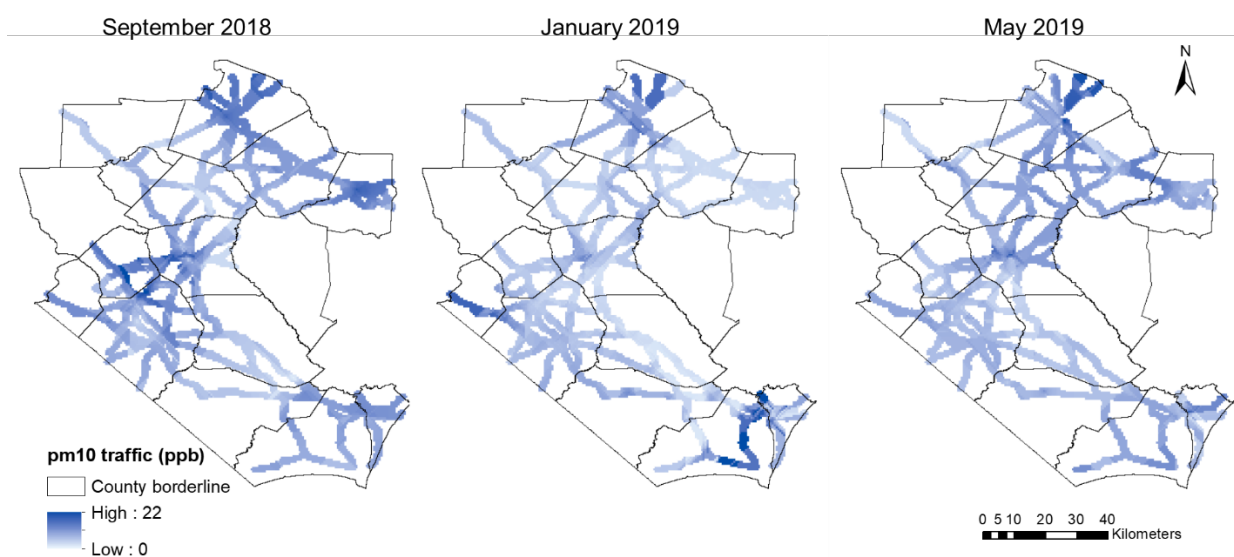 September 2018
January 2019
May 2019
N
pm10 traffic (ppb)
County borderline
High : 22
Low : 0
0 5 10 20 30 40
Kilometers